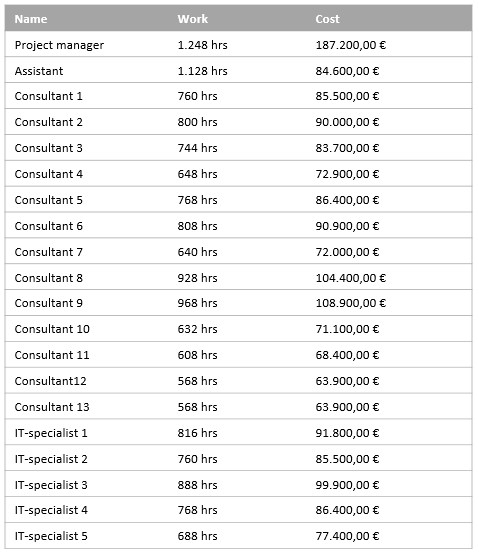 Name Work Cost
Project manager 1.248 hrs 187.200,00 €
Assistant 1.128 hrs 84.600,00 €
Consultant 1 760 hrs 85.500,00 €
Consultant 2 800 hrs 90.000,00 €
Consultant 3 744 hrs 83.700,00 €
Consultant 4 648 hrs 72.900,00 €
Consultant 5 768 hrs 86.400,00 €
Consultant 6 808 hrs 90.900,00 €
Consultant 7 640 hrs 72.000,00 €
Consultant 8 928 hrs 104.400,00 €
Consultant 9 968 hrs 108.900,00 €
Consultant 10 632 hrs 71.100,00 €
Consultant 11 608 hrs 68.400,00 €
Consultant12 568 hrs 63.900,00 €
Consultant 13 568 hrs 63.900,00 €
IT-specialist 1 816 hrs 91.800,00 €
IT-specialist 2 760 hrs 85.500,00 €
IT-specialist 3 888 hrs 99.900,00 €
IT-specialist 4 768 hrs 86.400,00 €
IT-specialist 5 688 hrs 77.400,00 €